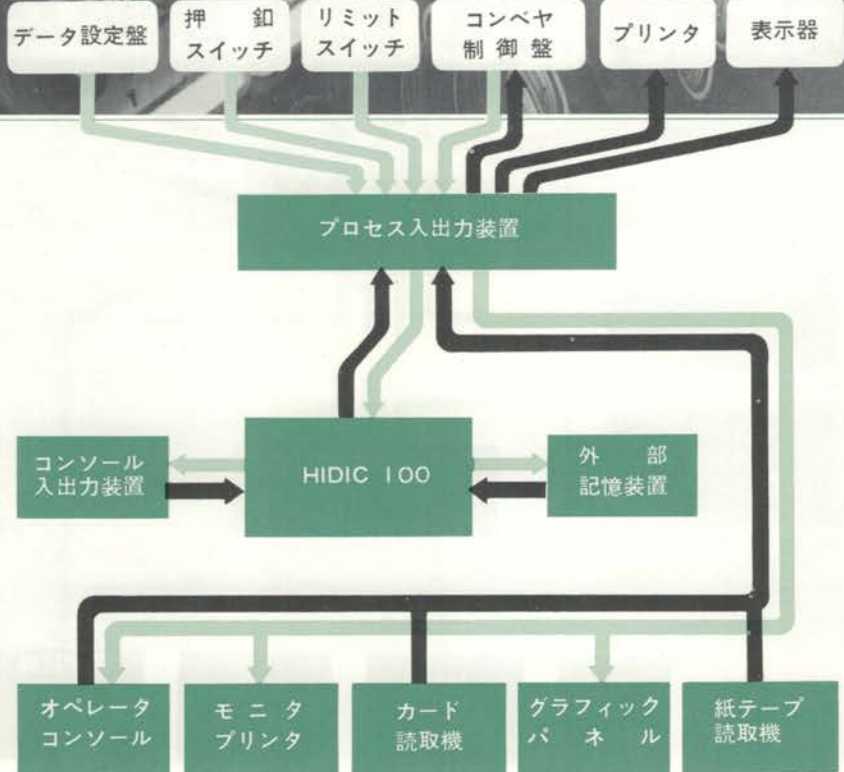 データ設定盤
押釦
スイッチ
リミット
スイッチ
コンベヤ
制御盤
プリンタ
表示器
プロセス入出力装置
コンソール
入出力装置
HIDIC 100
外部
記憶装置
オペレータ
コンソール
モニタ
プリンタ
カード
読取機
グラフィック
パネル
紙テープ
読取機